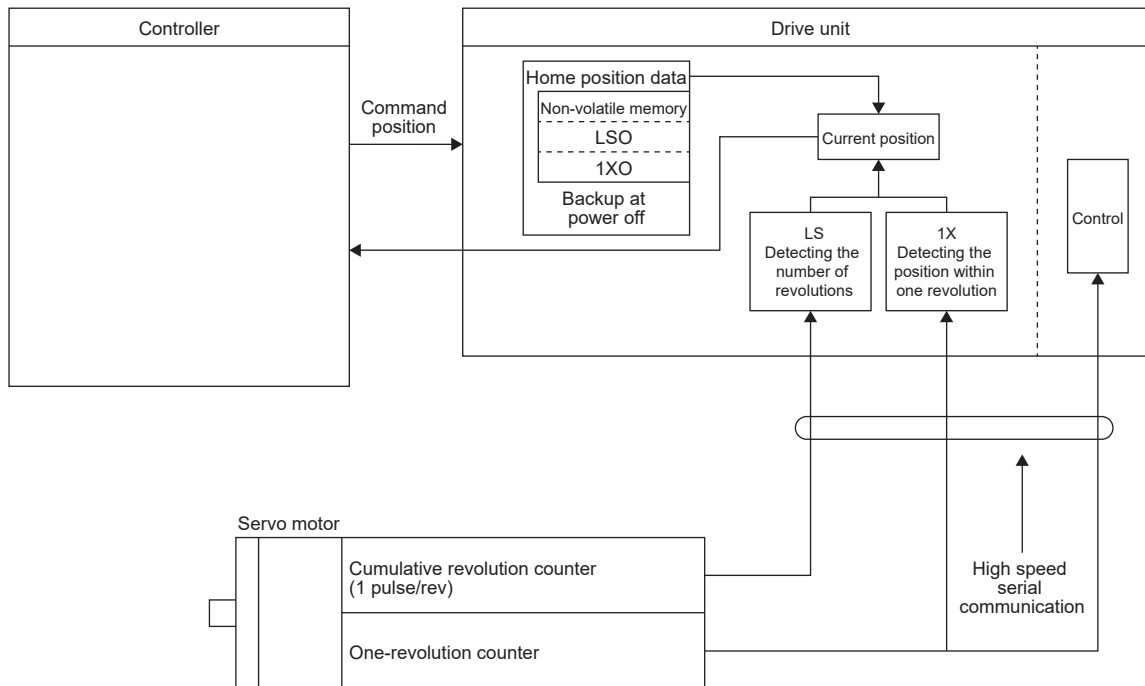 Controller
Drive unit
Command
position
Home position data
Non-volatile memory
LSO
1XO
Backup at
power off
Current position
LS
Detecting the
number of
revolutions
1X
Detecting the
position within
one revolution
Control
Servo motor
Cumulative revolution counter
(1 pulse/rev)
One-revolution counter
High speed
serial
communication